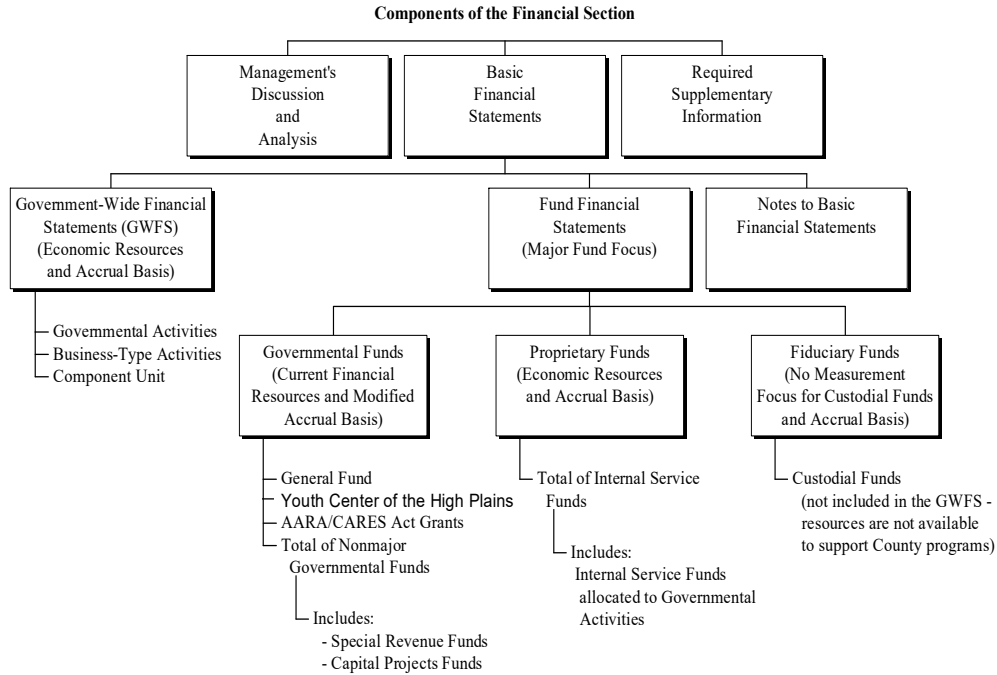 Components of the Financial Section
Management's
Discussion
and
Analysis
Basic
Financial
Statements
Required
Supplementary
Information
Government-Wide Financial
Statements (GWFS)
(Economic Resources
and Accrual Basis)
Fund Financial
Statements
(Major Fund Focus)
Notes to Basic
Financial Statements
Governmental Activities
Business-Type Activities
Component Unit
Governmental Funds
(Current Financial
Resources and Modified
Accrual Basis)
Proprietary Funds
(Economic Resources
and Accrual Basis)
Fiduciary Funds
(No Measurement
Focus for Custodial Funds
and Accrual Basis)
General Fund
Youth Center of the High Plains
AARA/CARES Act Grants
Total of Nonmajor
Governmental Funds
Includes:
- Special Revenue Funds
- Capital Projects Funds
Total of Internal Service
Funds
Includes:
Internal Service Funds
allocated to Governmental
Activities
Custodial Funds
(not included in the GWFS -
resources are not available
to support County programs)